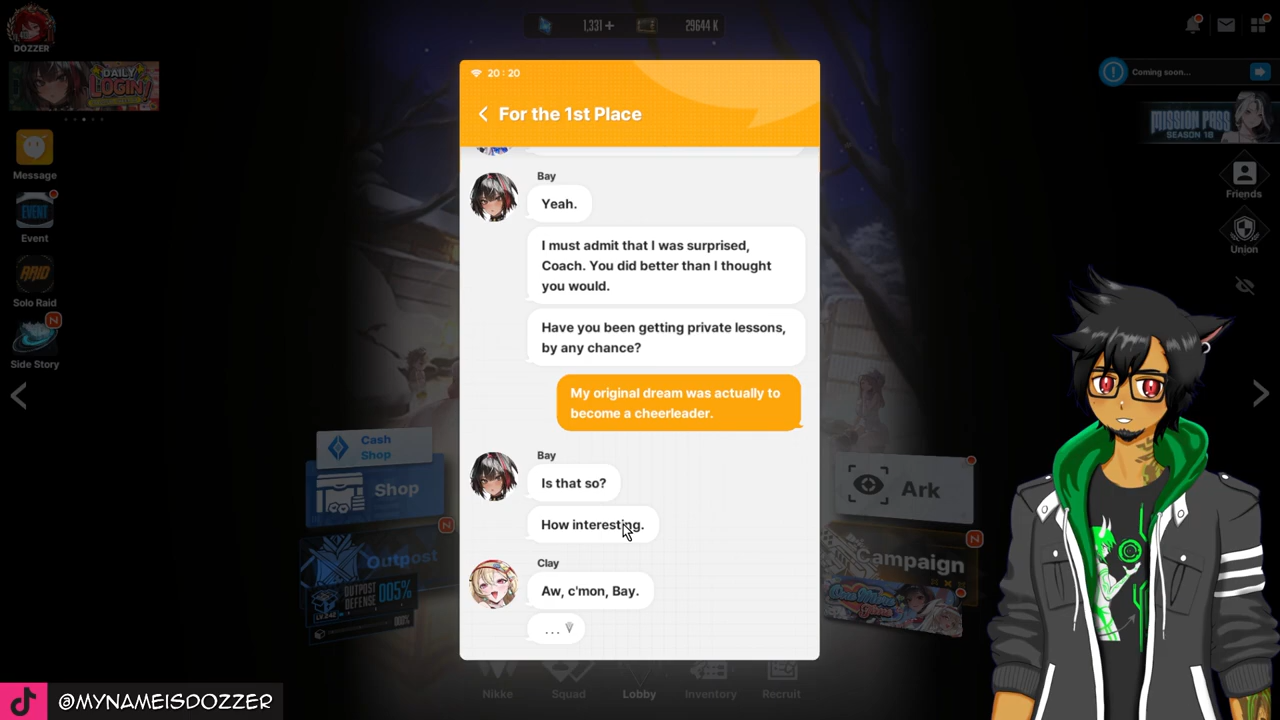 DOZZER
1,331 +
29644 K
DAILY
LOGIN!
Coming soon...
MISSION PASS
SEASON 18
Message
EVENT
Event
RAID
Solo Raid
N
Side Story
Friends
Union
20 : 20
For the 1st Place
Bay
Yeah.
I must admit that I was surprised,
Coach. You did better than I thought
you would.
Have you been getting private lessons,
by any chance?
My original dream was actually to
become a cheerleader.
Bay
Is that so?
How interesting.
Clay
Aw, c'mon, Bay.
...
Cash
Shop
Shop
N
Outpost
OUTPOST
DEFENSE
005%
Ark
N
Campaign
Nikke
Squad
Lobby
Inventory
Recruit
@MYNAMEISDOZZER